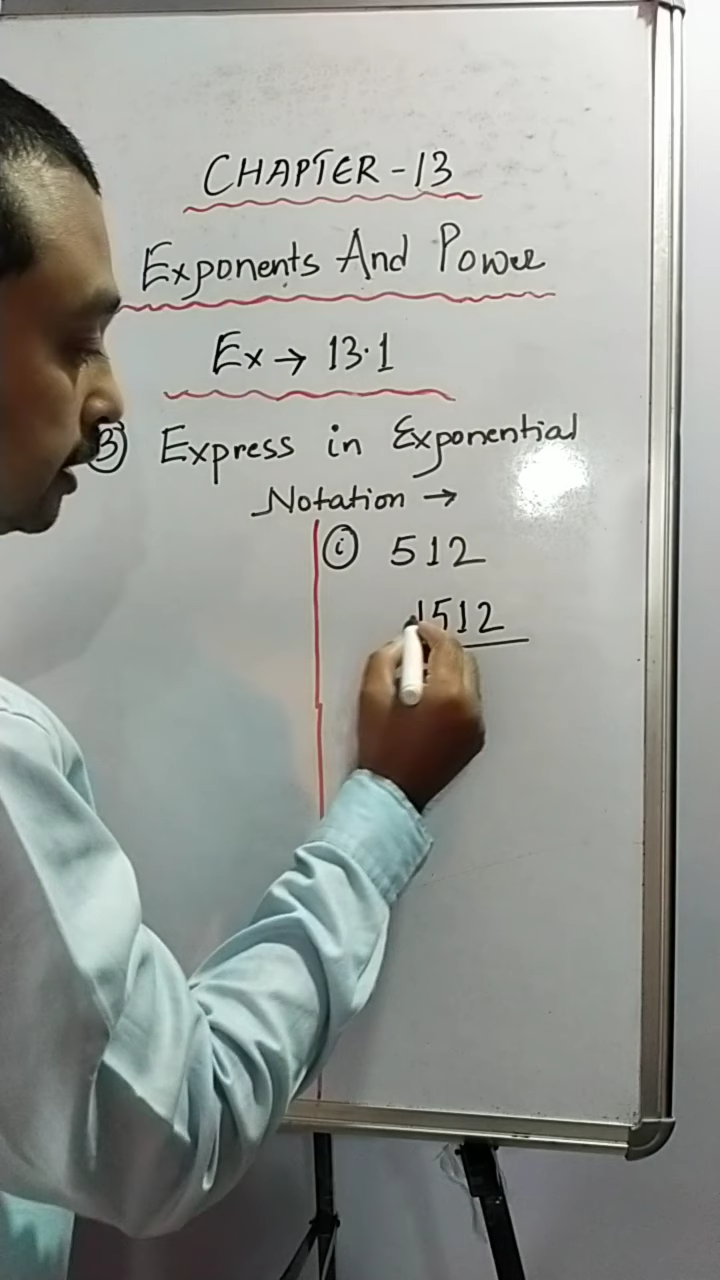 CHAPTER-13
Exponents And Power
Ex → 13.1
③ Express in Exponential
Notation →
ⓘ 512
512